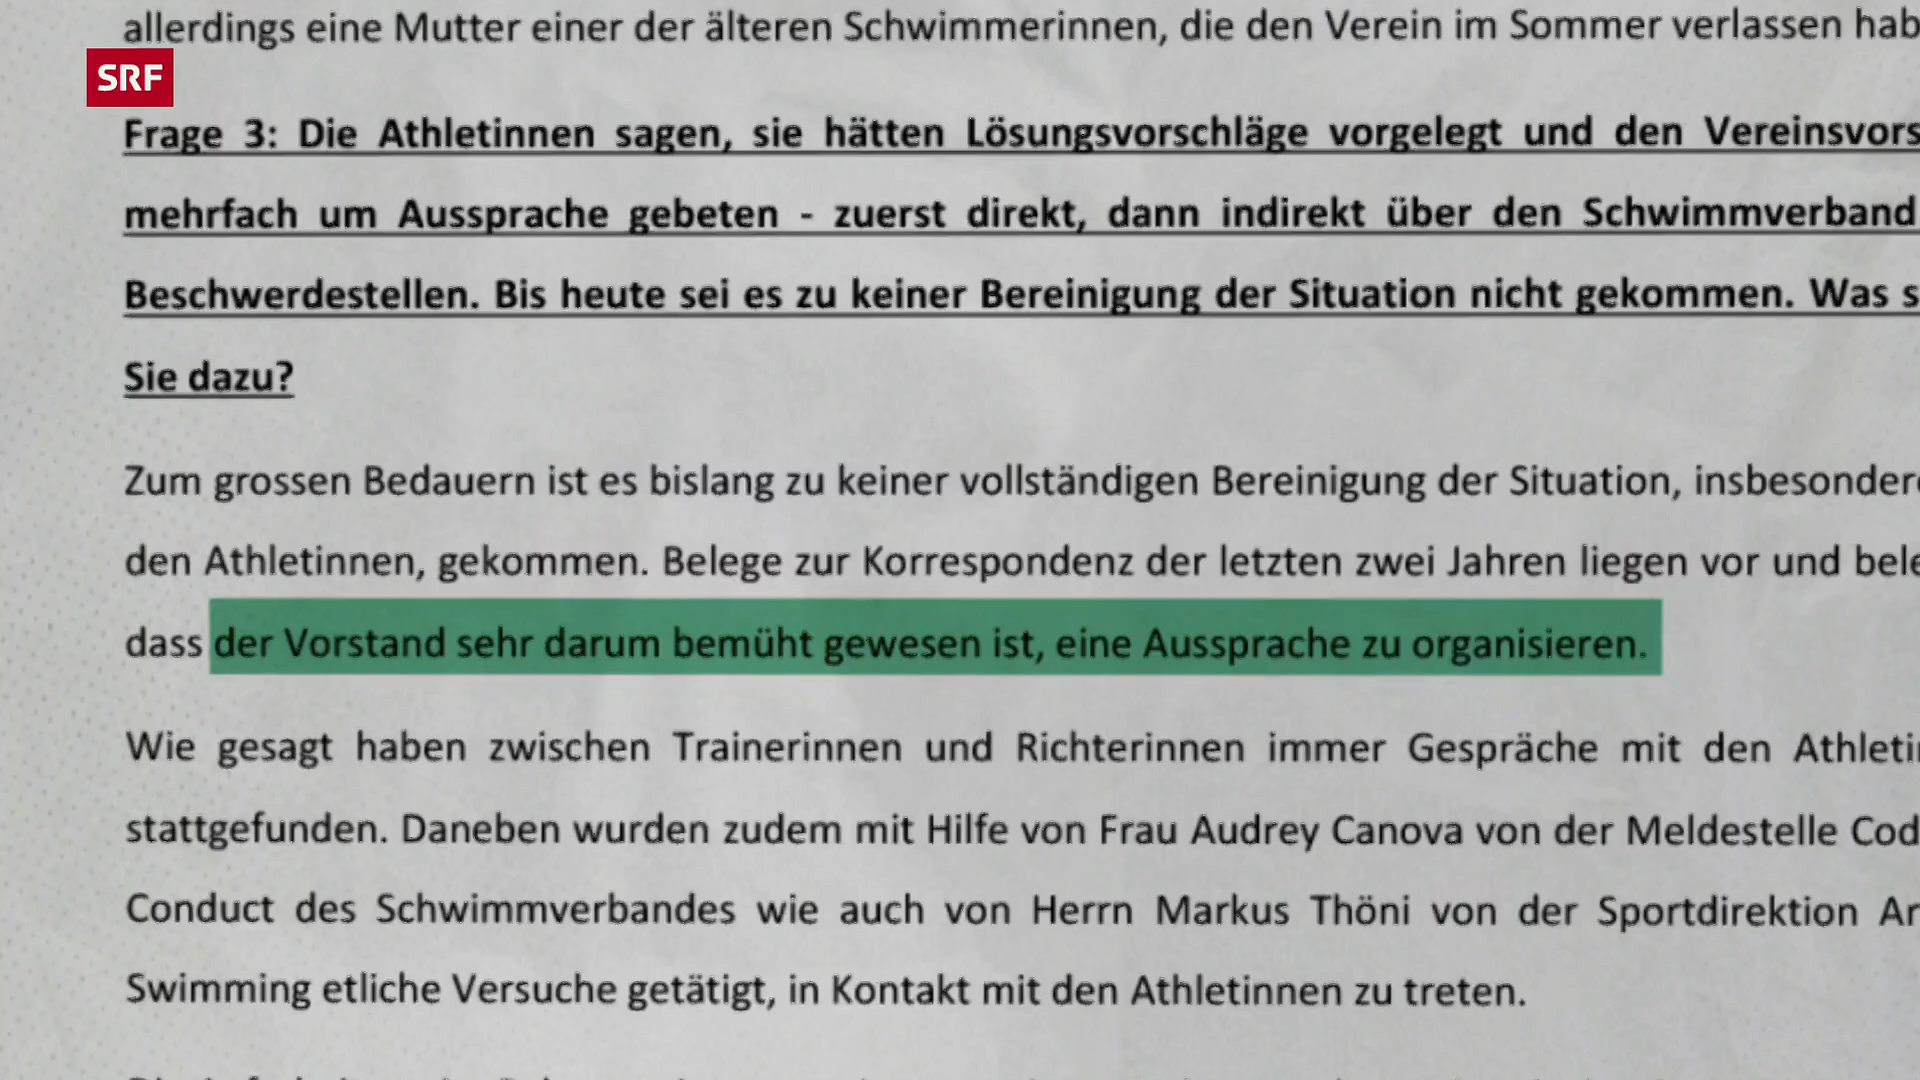 allerdings eine Mutter einer der älteren Schwimmerinnen, die den Verein im Sommer verlassen hab
SRF
Frage 3: Die Athletinnen sagen, sie hätten Lösungsvorschläge vorgelegt und den Vereinsvors
mehrfach um Aussprache gebeten - zuerst direkt, dann indirekt über den Schwimmverband
Beschwerdestellen. Bis heute sei es zu keiner Bereinigung der Situation nicht gekommen. Was s
Sie dazu?
Zum grossen Bedauern ist es bislang zu keiner vollständigen Bereinigung der Situation, insbesonder
den Athletinnen, gekommen. Belege zur Korrespondenz der letzten zwei Jahren liegen vor und bele
dass der Vorstand sehr darum bemüht gewesen ist, eine Aussprache zu organisieren.
Wie gesagt haben zwischen Trainerinnen und Richterinnen immer Gespräche mit den Athleti
stattgefunden. Daneben wurden zudem mit Hilfe von Frau Audrey Canova von der Meldestelle Cod
Conduct des Schwimmverbandes wie auch von Herrn Markus Thöni von der Sportdirektion Ar
Swimming etliche Versuche getätigt, in Kontakt mit den Athletinnen zu treten.